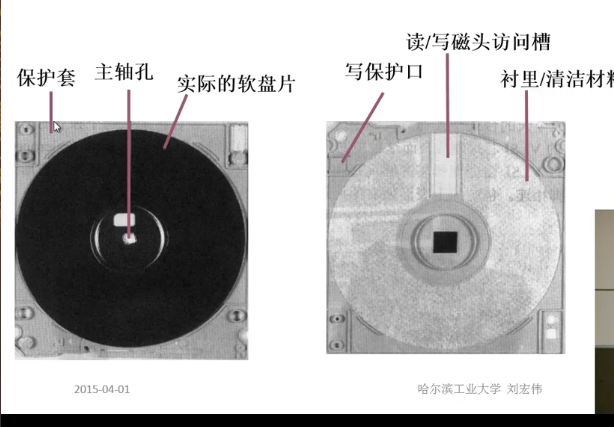 读/写磁头访问槽
保护套 主轴孔 实际的软盘片 写保护口 衬里/清洁材料
2015-04-01 哈尔滨工业大学 刘宏伟